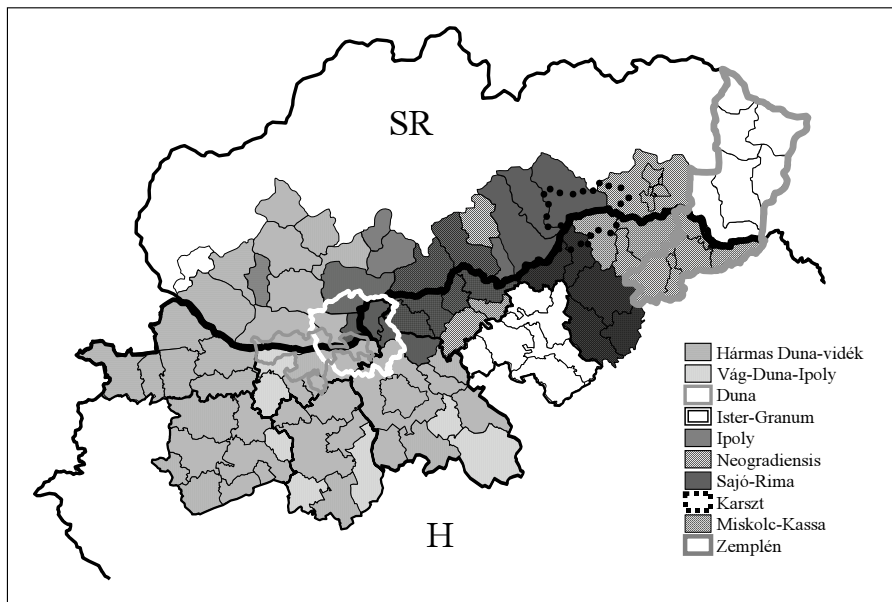 SR
H
Hármas Duna-vidék
Vág-Duna-Ipoly
Duna
Ister-Granum
Ipoly
Neogradiensis
Sajó-Rima
Karszt
Miskolc-Kassa
Zemplén